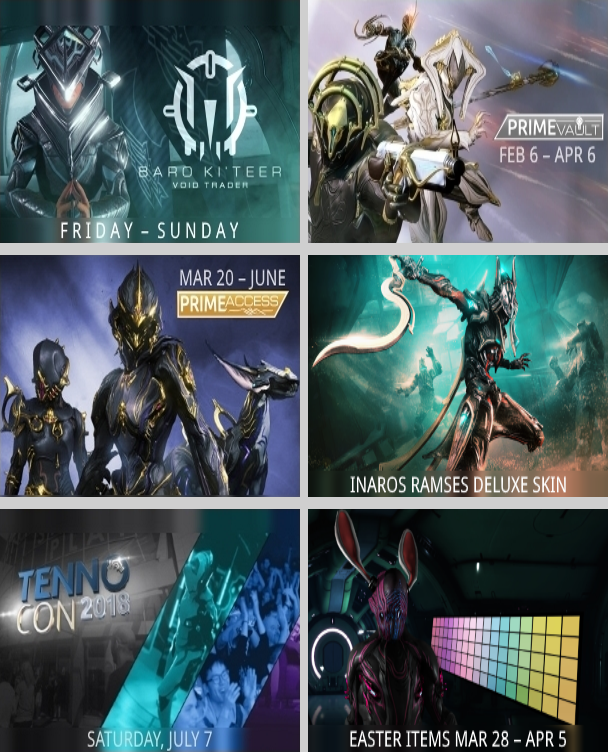 BARO KI'TEER
VOID TRADER
FRIDAY – SUNDAY
PRIMEVAULT
FEB 6 – APR 6
MAR 20 – JUNE
PRIMEACCESS
INAROS RAMSES DELUXE SKIN
TENNO
CON 2018
SATURDAY, JULY 7
EASTER ITEMS MAR 28 – APR 5